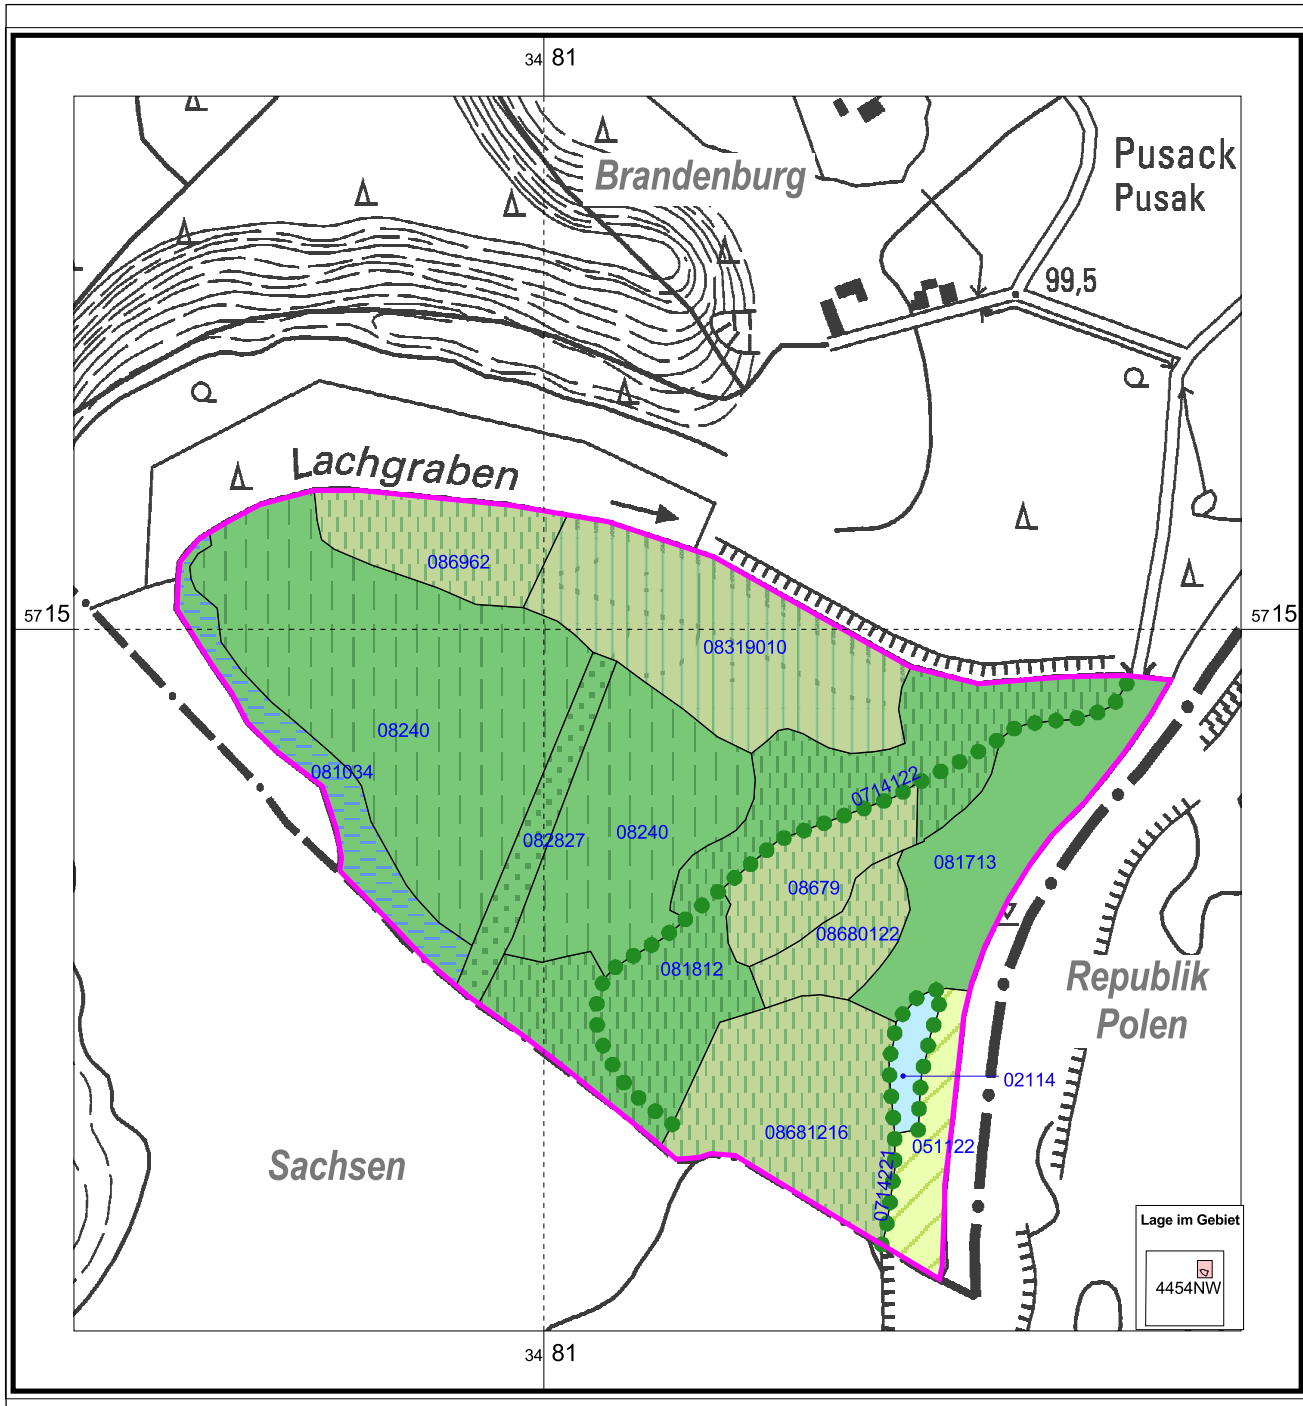 34 81
Brandenburg
Pusack
Pusak
99,5
Lachgraben
086962
57 15
57 15
08319010
08240
081034
0714122
082827
08240
081713
08679
08680122
081812
Republik
Polen
02114
08681216
051122
0714221
Sachsen
Lage im Gebiet
4454NW
34 81